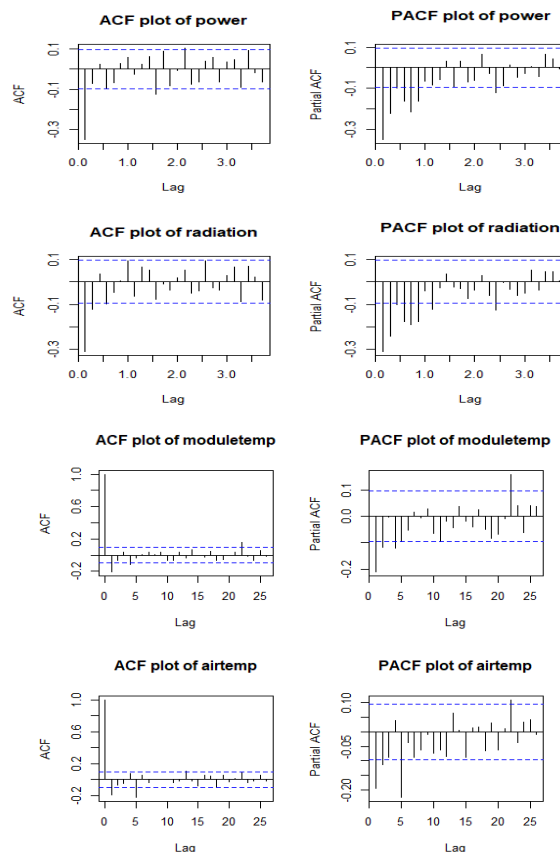 ACF plot of power
ACF
0.1
-0.1
-0.3
0.0 1.0 2.0 3.0
Lag
PACF plot of power
Partial ACF
0.1
-0.1
-0.3
0.0 1.0 2.0 3.0
Lag
ACF plot of radiation
ACF
0.1
-0.1
-0.3
0.0 1.0 2.0 3.0
Lag
PACF plot of radiation
Partial ACF
0.1
-0.1
-0.3
0.0 1.0 2.0 3.0
Lag
ACF plot of moduletemp
ACF
1.0
0.6
0.2
-0.2
0 5 10 15 20 25
Lag
PACF plot of moduletemp
Partial ACF
0.1
0.0
-0.2
0 5 10 15 20 25
Lag
ACF plot of airtemp
ACF
1.0
0.6
0.2
-0.2
0 5 10 15 20 25
Lag
PACF plot of airtemp
Partial ACF
0.10
-0.05
-0.20
0 5 10 15 20 25
Lag